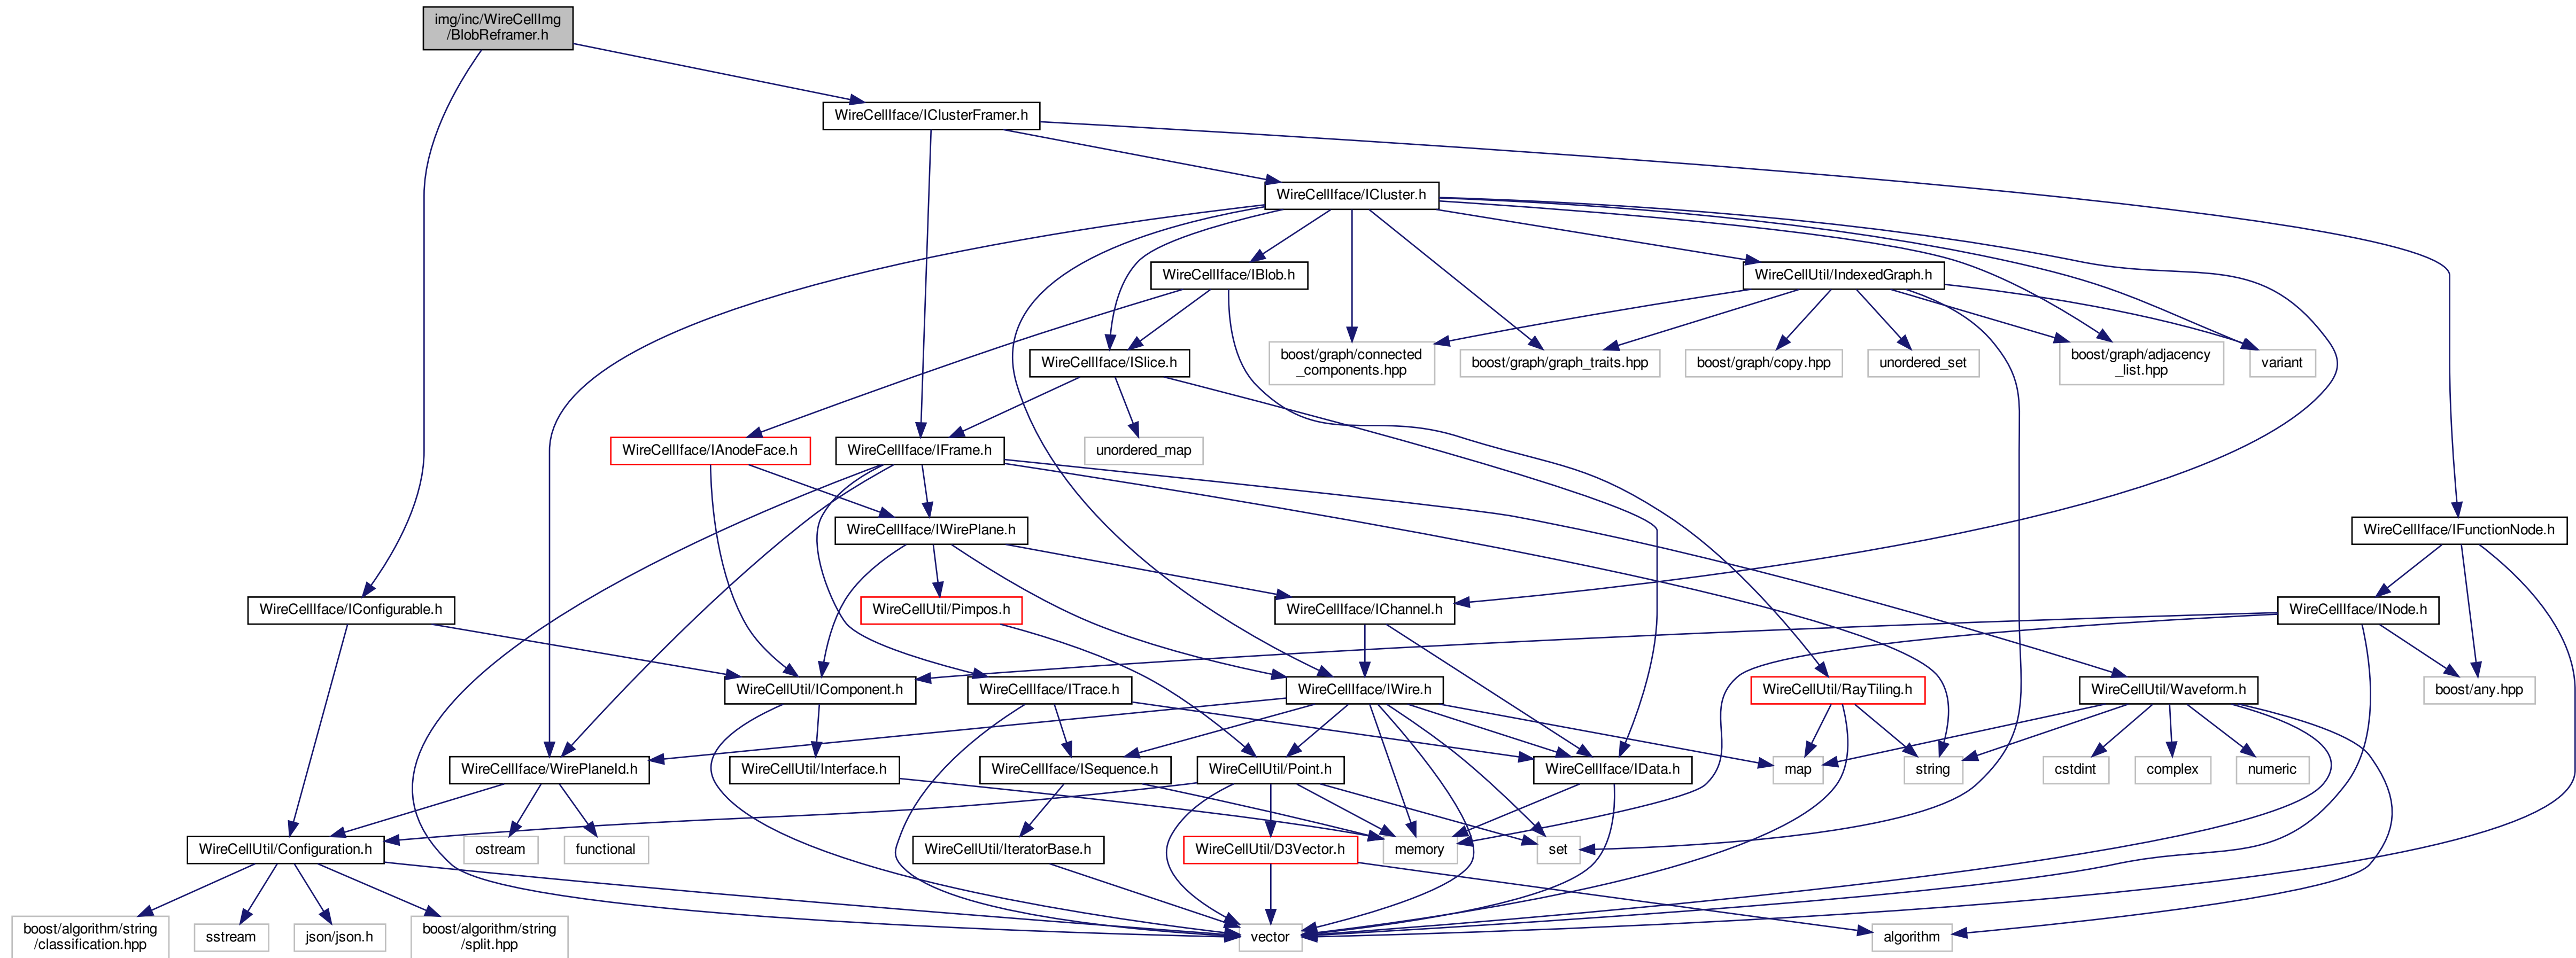 img/inc/WireCellImg
/BlobReframer.h
WireCellIface/IClusterFramer.h
WireCellIface/ICluster.h
WireCellIface/IBlob.h
WireCellUtil/IndexedGraph.h
WireCellIface/ISlice.h
boost/graph/connected
_components.hpp
boost/graph/graph_traits.hpp
boost/graph/copy.hpp
unordered_set
boost/graph/adjacency
_list.hpp
variant
WireCellIface/IAnodeFace.h
WireCellIface/IFrame.h
unordered_map
WireCellIface/IWirePlane.h
WireCellIface/IFunctionNode.h
WireCellIface/IConfigurable.h
WireCellUtil/Pimpos.h
WireCellIface/IChannel.h
WireCellIface/INode.h
WireCellUtil/IComponent.h
WireCellIface/ITrace.h
WireCellIface/IWire.h
WireCellUtil/RayTiling.h
WireCellUtil/Waveform.h
boost/any.hpp
WireCellIface/WirePlaneId.h
WireCellUtil/Interface.h
WireCellIface/ISequence.h
WireCellUtil/Point.h
WireCellIface/IData.h
map
string
cstdint
complex
numeric
WireCellUtil/Configuration.h
ostream
functional
WireCellUtil/IteratorBase.h
WireCellUtil/D3Vector.h
memory
set
boost/algorithm/string
/classification.hpp
sstream
json/json.h
boost/algorithm/string
/split.hpp
vector
algorithm